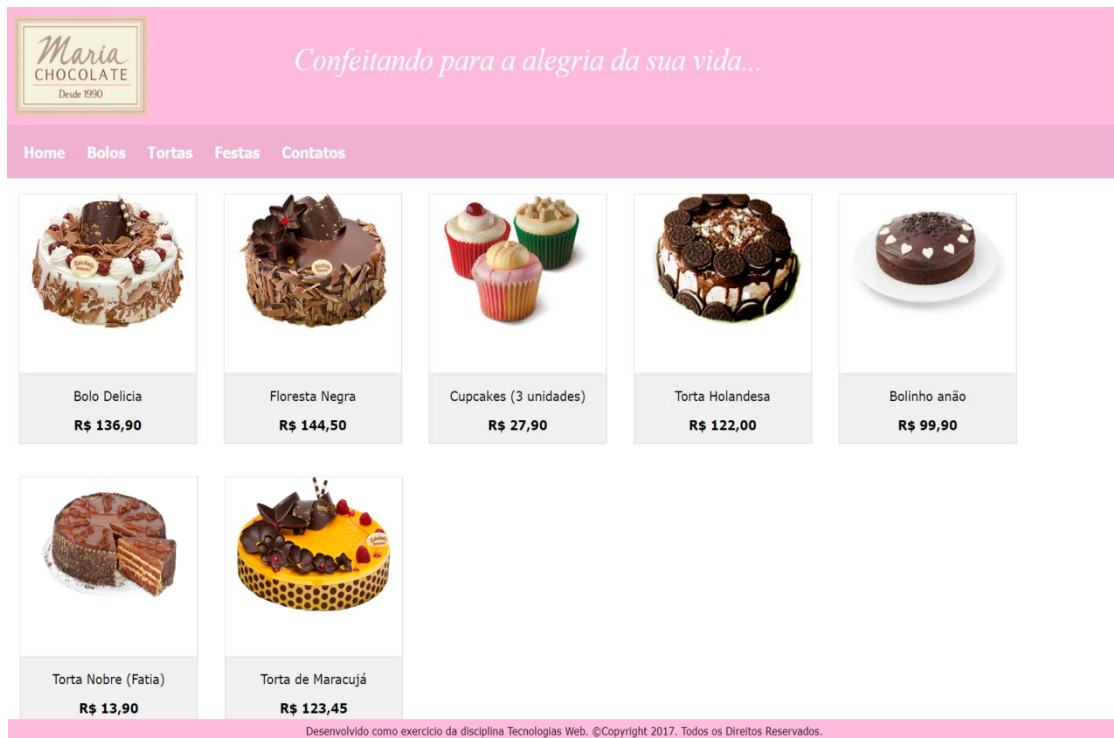 Maria
CHOCOLATE
Desde 1990
Confeitando para a alegria da sua vida...
Home Bolos Tortas Festas Contatos
Bolo Delicia
R$ 136,90
Floresta Negra
R$ 144,50
Cupcakes (3 unidades)
R$ 27,90
Torta Holandesa
R$ 122,00
Bolinho anão
R$ 99,90
Torta Nobre (Fatia)
R$ 13,90
Torta de Maracujá
R$ 123,45
Desenvolvido como exercício da disciplina Tecnologias Web. ©Copyright 2017. Todos os Direitos Reservados.